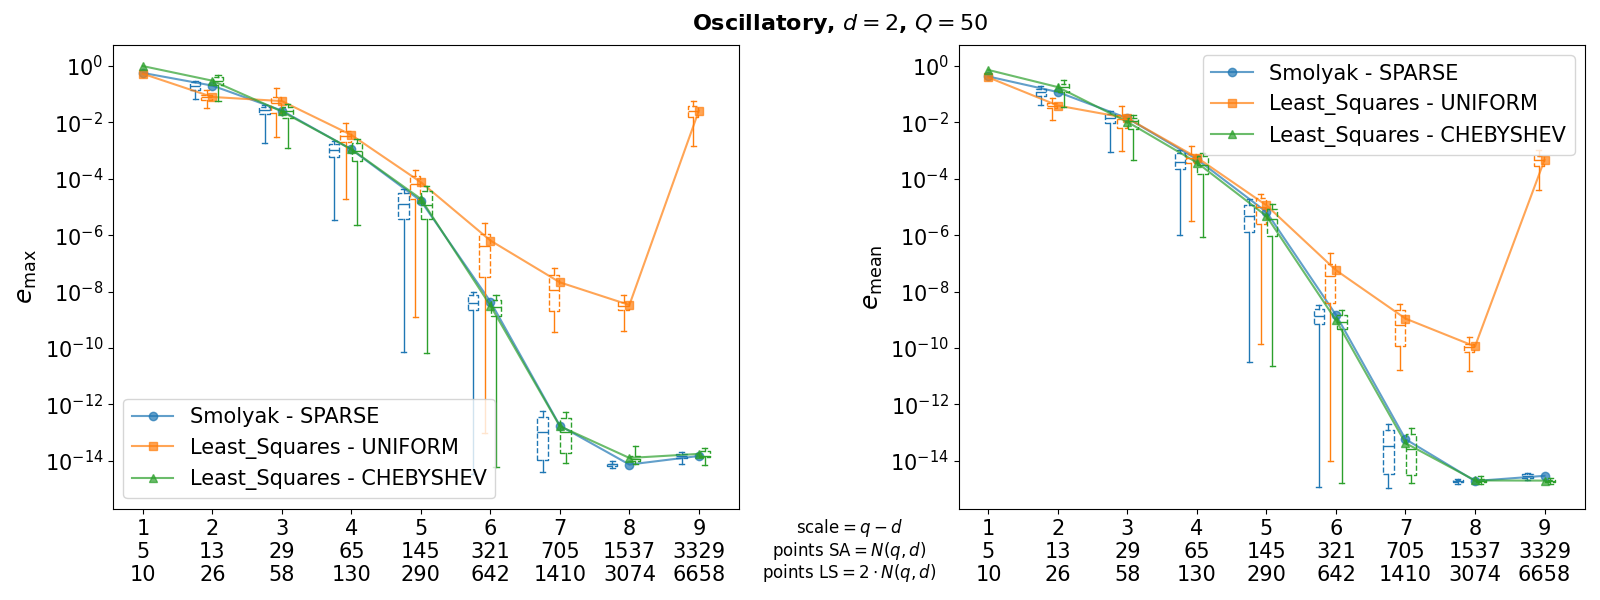 Oscillatory, d = 2, Q = 50
e_max
10^0
10^−2
10^−4
10^−6
10^−8
10^−10
10^−12
10^−14
Smolyak - SPARSE
Least_Squares - UNIFORM
Least_Squares - CHEBYSHEV
1 2 3 4 5 6 7 8 9
5 13 29 65 145 321 705 1537 3329
10 26 58 130 290 642 1410 3074 6658
scale = q − d
points SA = N(q, d)
points LS = 2 · N(q, d)
e_mean
10^0
10^−2
10^−4
10^−6
10^−8
10^−10
10^−12
10^−14
Smolyak - SPARSE
Least_Squares - UNIFORM
Least_Squares - CHEBYSHEV
1 2 3 4 5 6 7 8 9
5 13 29 65 145 321 705 1537 3329
10 26 58 130 290 642 1410 3074 6658